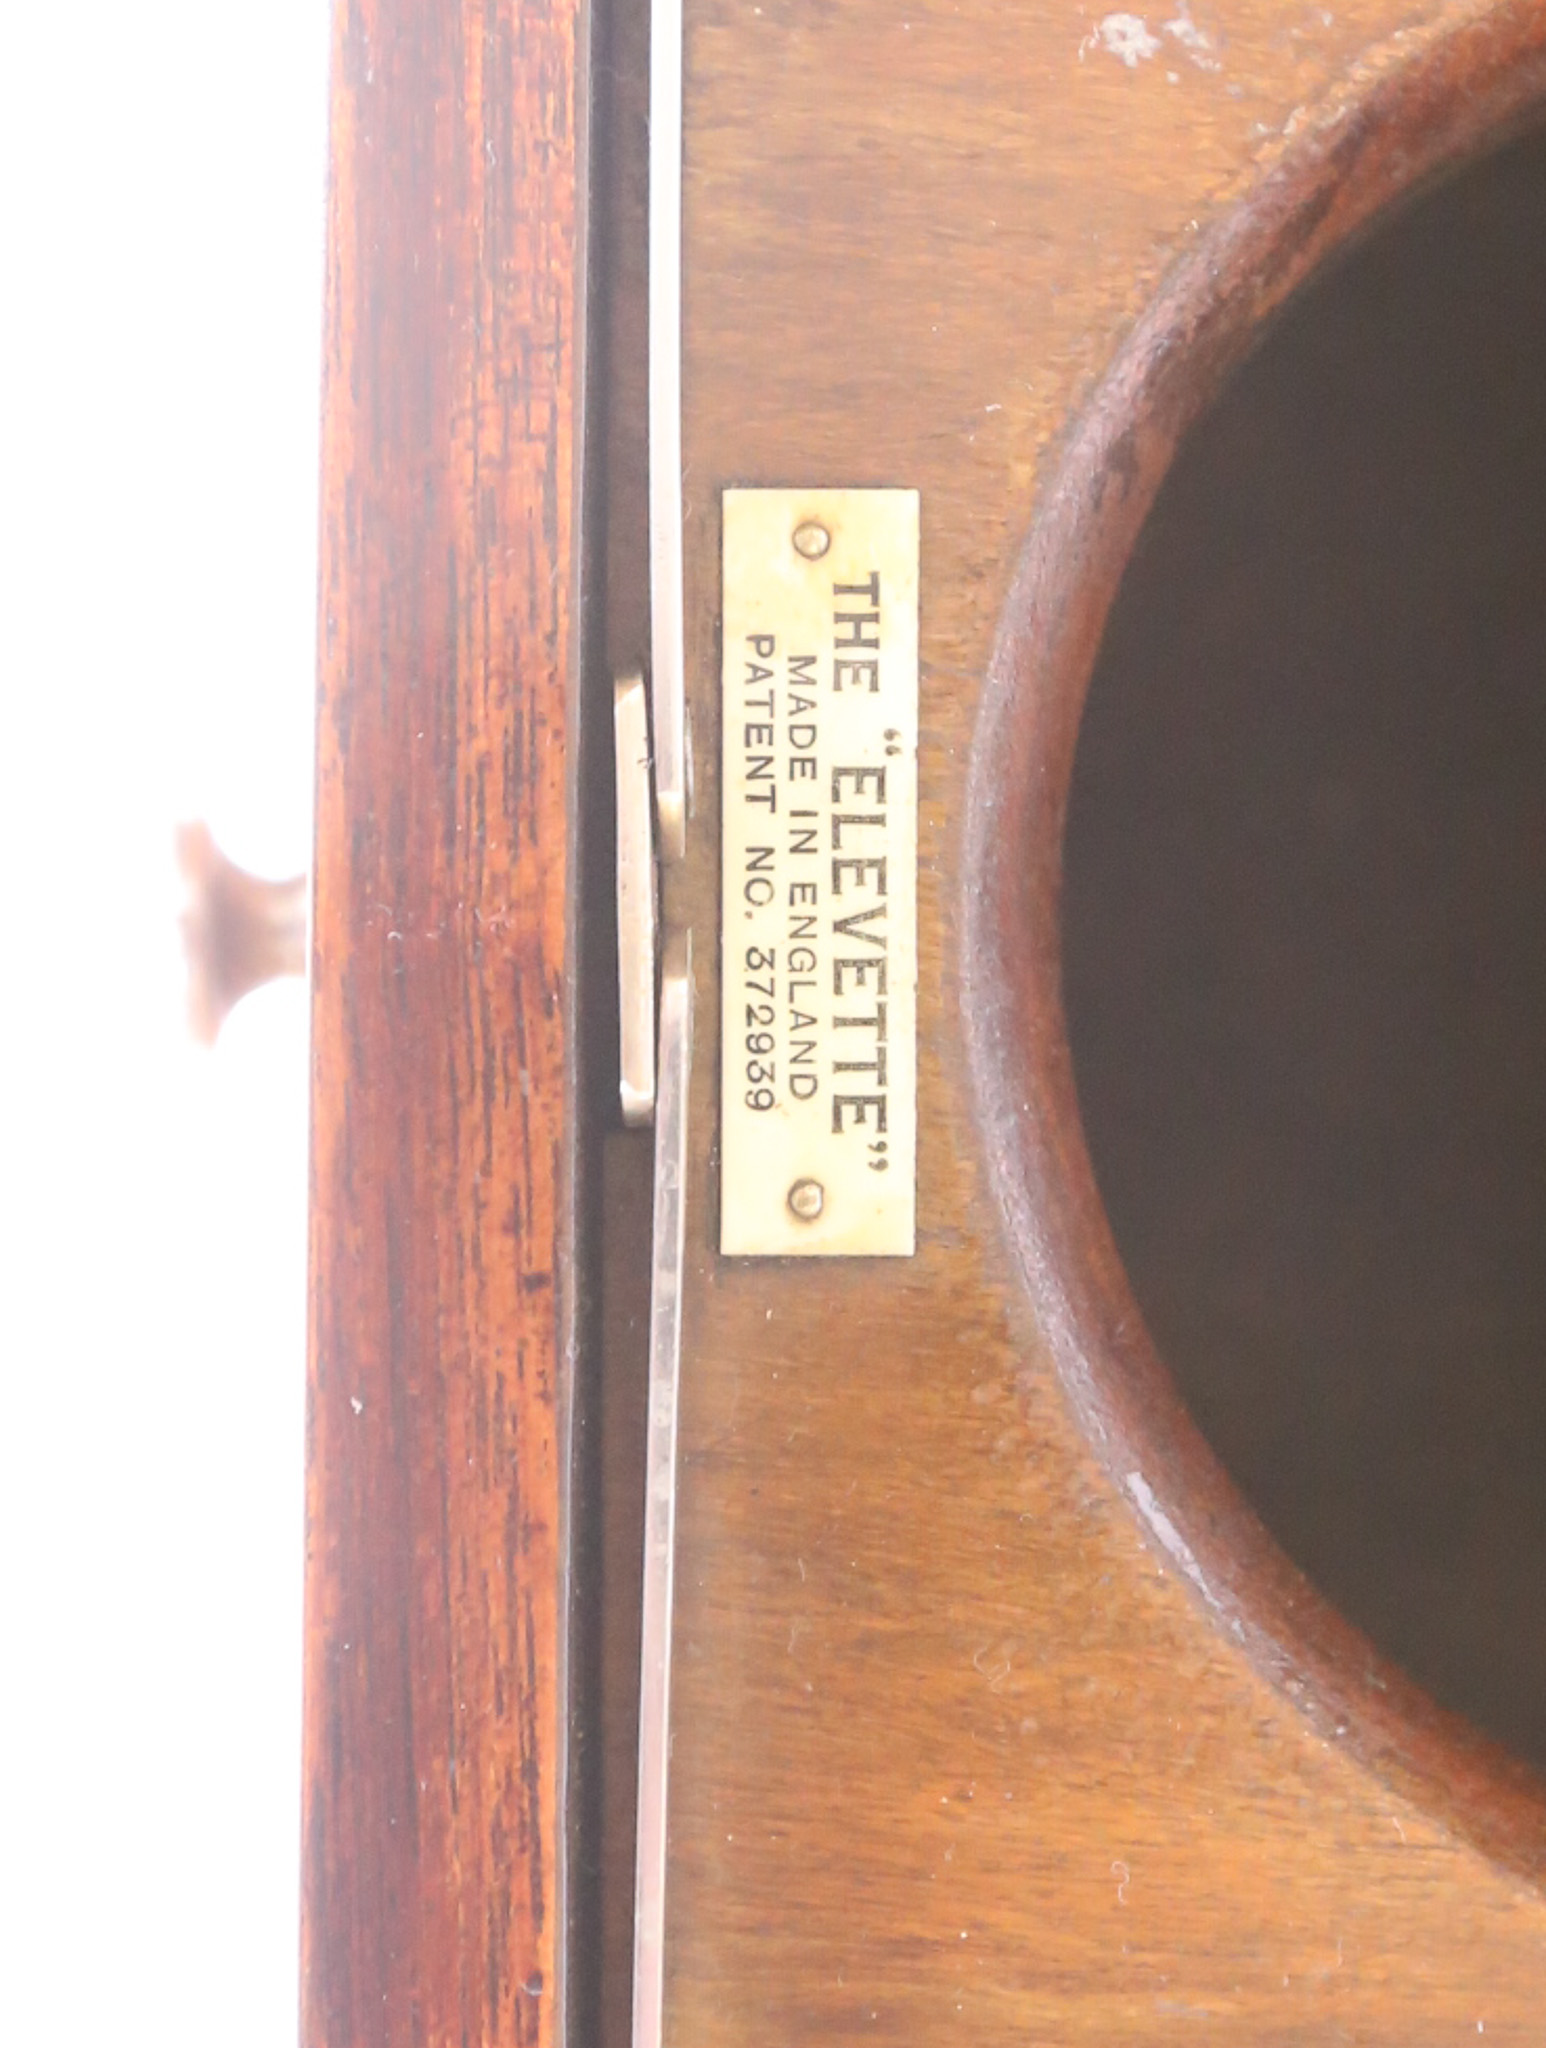 THE “ELEVETTE”
MADE IN ENGLAND
PATENT NO. 372939